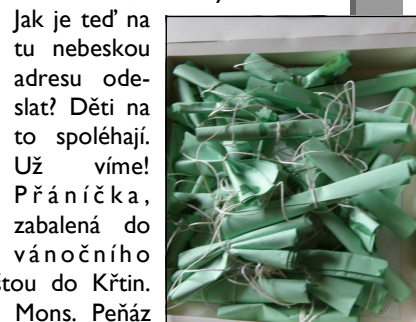 Jak je teď na
tu nebeskou
adresu ode-
slat? Děti na
to spoléhají.
Už víme!
Přáníčka,
zabalená do
vánočního
štou do Křtin.
Mons. Peňáz